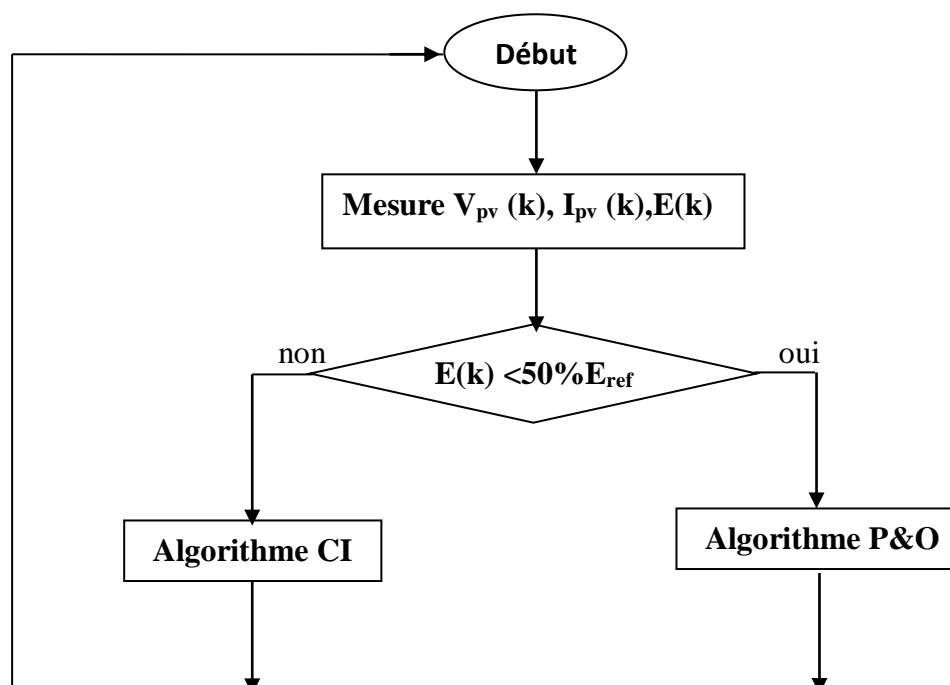 Début
Mesure Vpv (k), Ipv (k),E(k)
non
oui
E(k) <50%Eref
Algorithme CI
Algorithme P&O